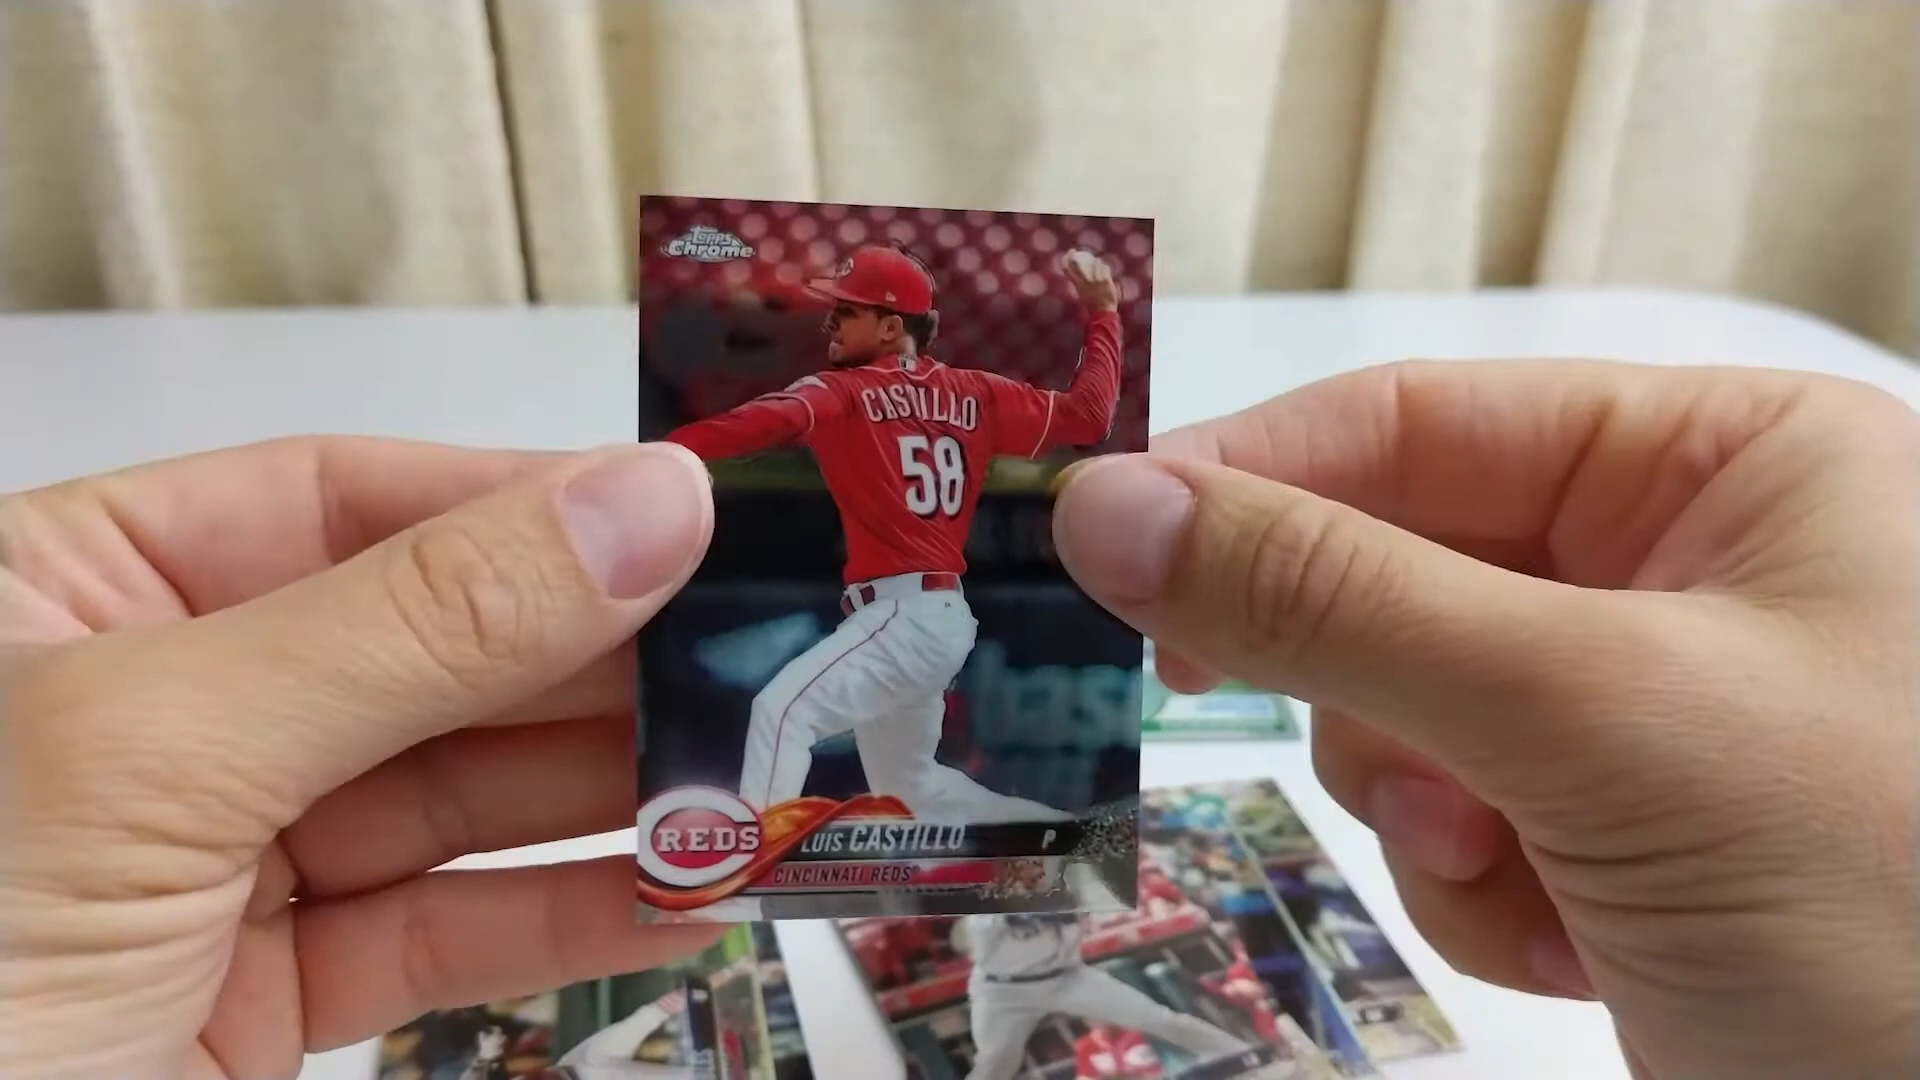 Topps
Chrome
CASTILLO
58
REDS
LUIS CASTILLO P
CINCINNATI REDS